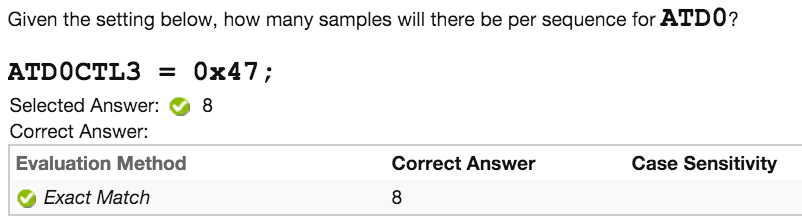 Given the setting below, how many samples will there be per sequence for ATD0?
ATD0CTL3 = 0x47;
Selected Answer: 8
Correct Answer:
Evaluation Method Correct Answer Case Sensitivity
Exact Match 8